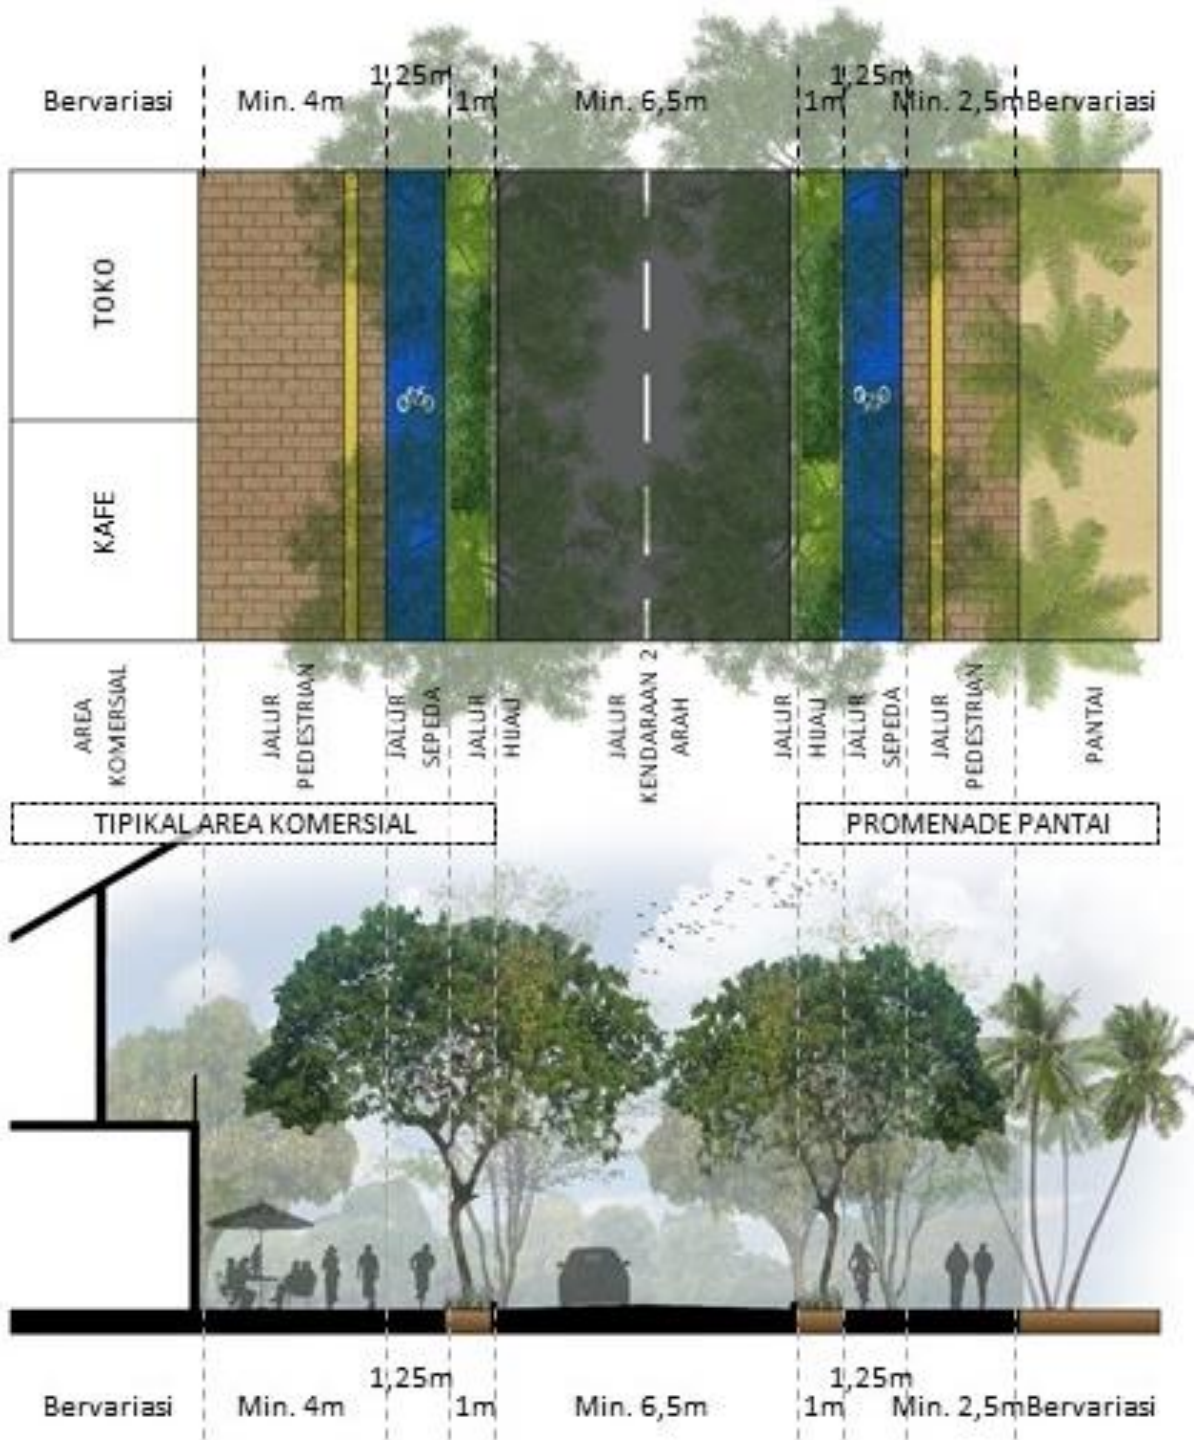 1,25m
1,25m
Bervariasi
Min. 4m
1m
Min. 6,5m
1m
Min. 2,5m
Bervariasi
TOKO
KAFE
AREA
KOMERSIAL
JALUR
PEDESTRIAN
JALUR
SEPEDA
JALUR
HIJAU
JALUR
KENDARAAN 2
ARAH
JALUR
HIJAU
JALUR
SEPEDA
JALUR
PEDESTRIAN
PANTAI
TIPIKAL AREA KOMERSIAL
PROMENADE PANTAI
1,25m
1,25m
Bervariasi
Min. 4m
1m
Min. 6,5m
1m
Min. 2,5m
Bervariasi